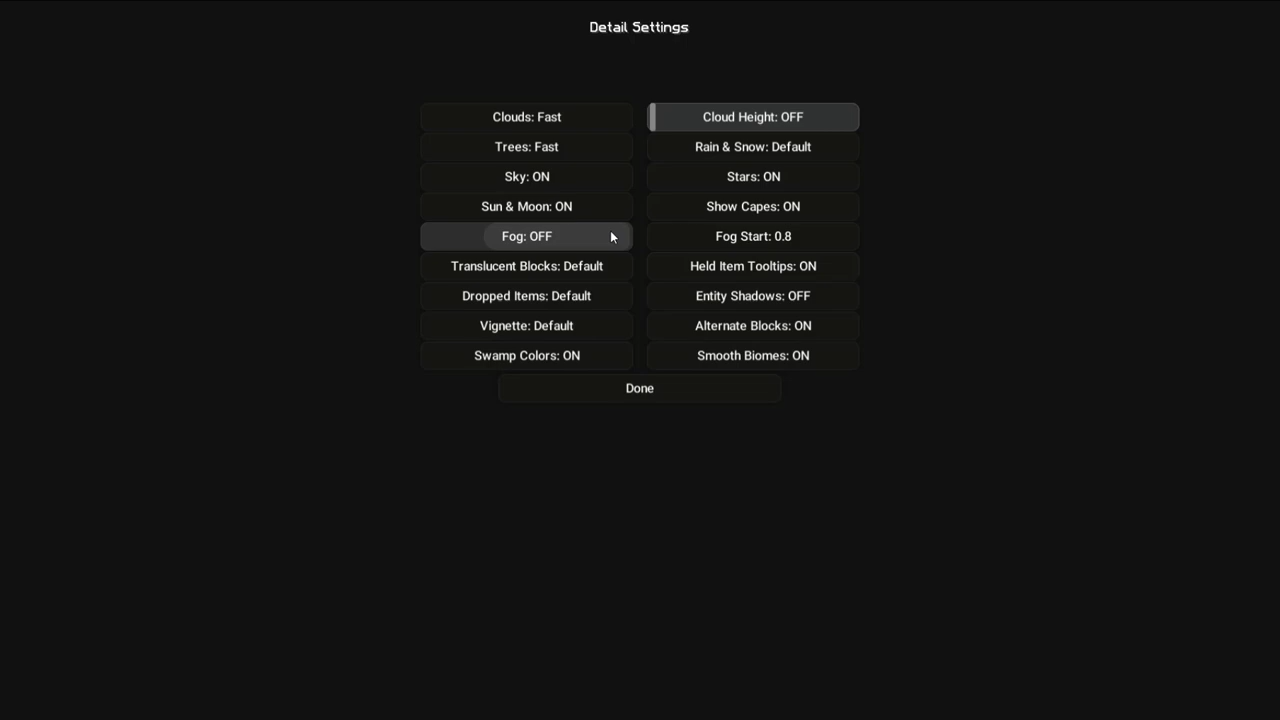 Detail Settings
Clouds: Fast
Cloud Height: OFF
Trees: Fast
Rain & Snow: Default
Sky: ON
Stars: ON
Sun & Moon: ON
Show Capes: ON
Fog: OFF
Fog Start: 0.8
Translucent Blocks: Default
Held Item Tooltips: ON
Dropped Items: Default
Entity Shadows: OFF
Vignette: Default
Alternate Blocks: ON
Swamp Colors: ON
Smooth Biomes: ON
Done